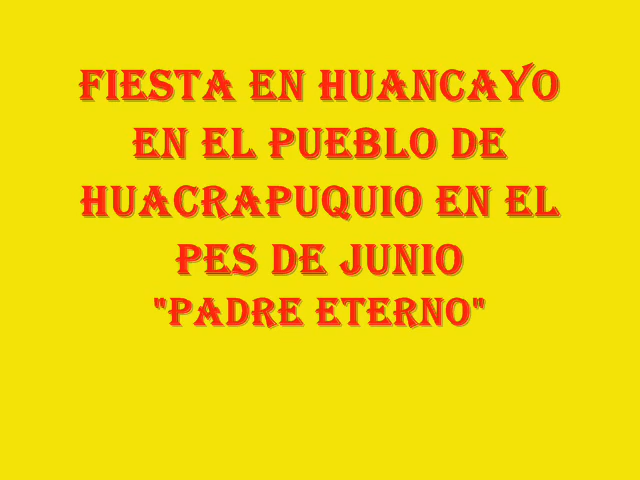 FIESTA EN HUANCAYO
EN EL PUEBLO DE
HUACRAPUQUIO EN EL
PES DE JUNIO
"PADRE ETERNO"